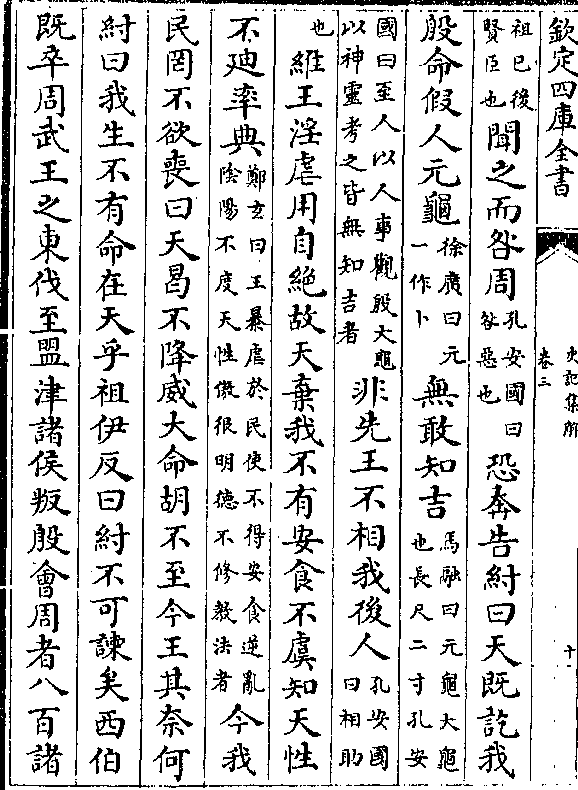 欽定四庫全書
史記集解
卷三
十一
祖己後賢臣也聞之而咎周孔安國曰咎惡也恐奔告紂曰天既訖我
殷命假人元龜徐廣曰元一作卜無敢知吉馬融曰元龜大龜也長尺二寸孔安
國曰至人以人事觀殷大龜以神靈考之皆無知吉者非先王不相我後人孔安國曰相助
也維王淫虐用自絕故天棄我不有安食不虞知天性
不廸率典鄭玄曰王暴虐於民使不得安食逆亂陰陽不度天性傲狠明德不修教法者今我
民罔不欲喪曰天曷不降威大命胡不至今王其奈何
紂曰我生不有命在天乎祖伊反曰紂不可諫矣西伯
既卒周武王之東伐至盟津諸侯叛殷會周者八百諸